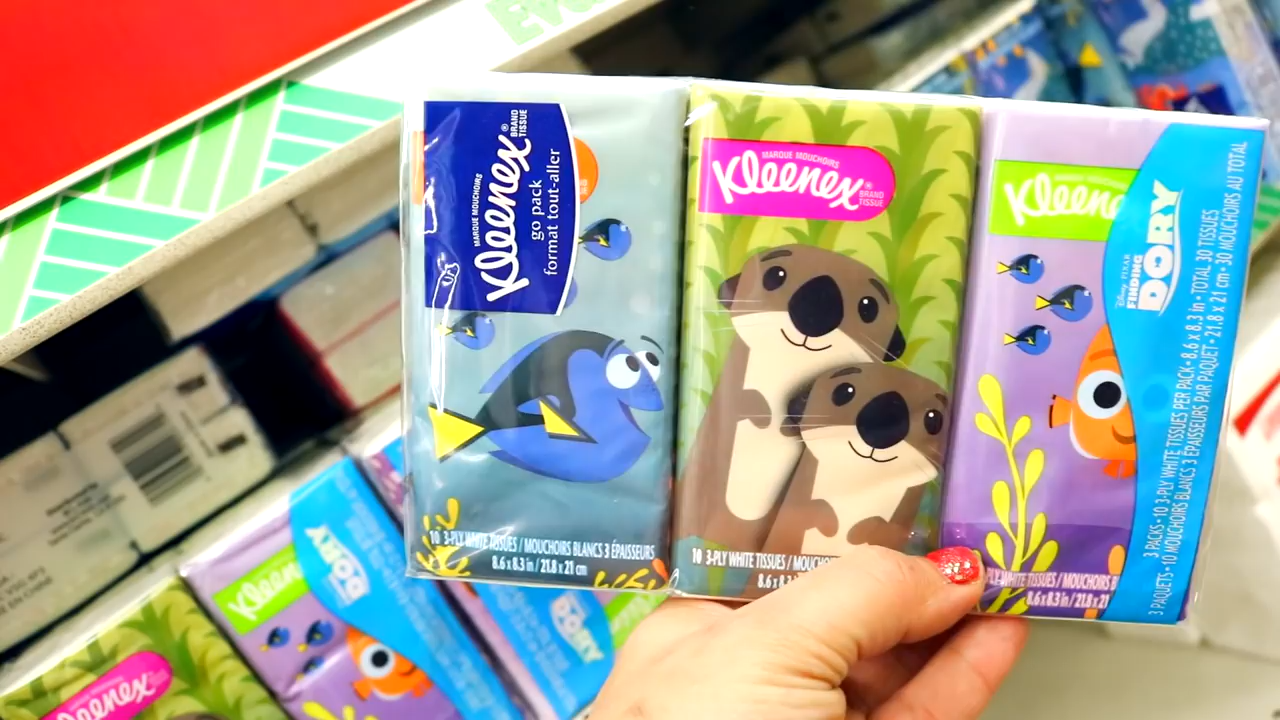 MARQUE MOUCHOIRS
Kleenex®
BRAND
TISSUE
go pack
format tout-aller
10 3-PLY WHITE TISSUES / MOUCHOIRS BLANCS 3 ÉPAISSEURS
8.6 x 8.3 in / 21.8 x 21 cm
MARQUE MOUCHOIRS
Kleenex®
BRAND
TISSUE
10 3-PLY WHITE TISSUES / MOUCHO
8.6 x 8.3
Kleene
DISNEY·PIXAR
FINDING
DORY
3 PACKS • 10 3-PLY WHITE TISSUES PER PACK • 8.6 x 8.3 in • TOTAL 30 TISSUES
3 PAQUETS • 10 MOUCHOIRS BLANCS 3 ÉPAISSEURS PAR PAQUET • 21.8 x 21 cm • 30 MOUCHOIRS AU TOTAL
PLY WHITE TISSUES / MOUCHOIRS B
8.6 x 8.3 in / 21.8 x 21
Kleen
DORY
DORY
Kleenex